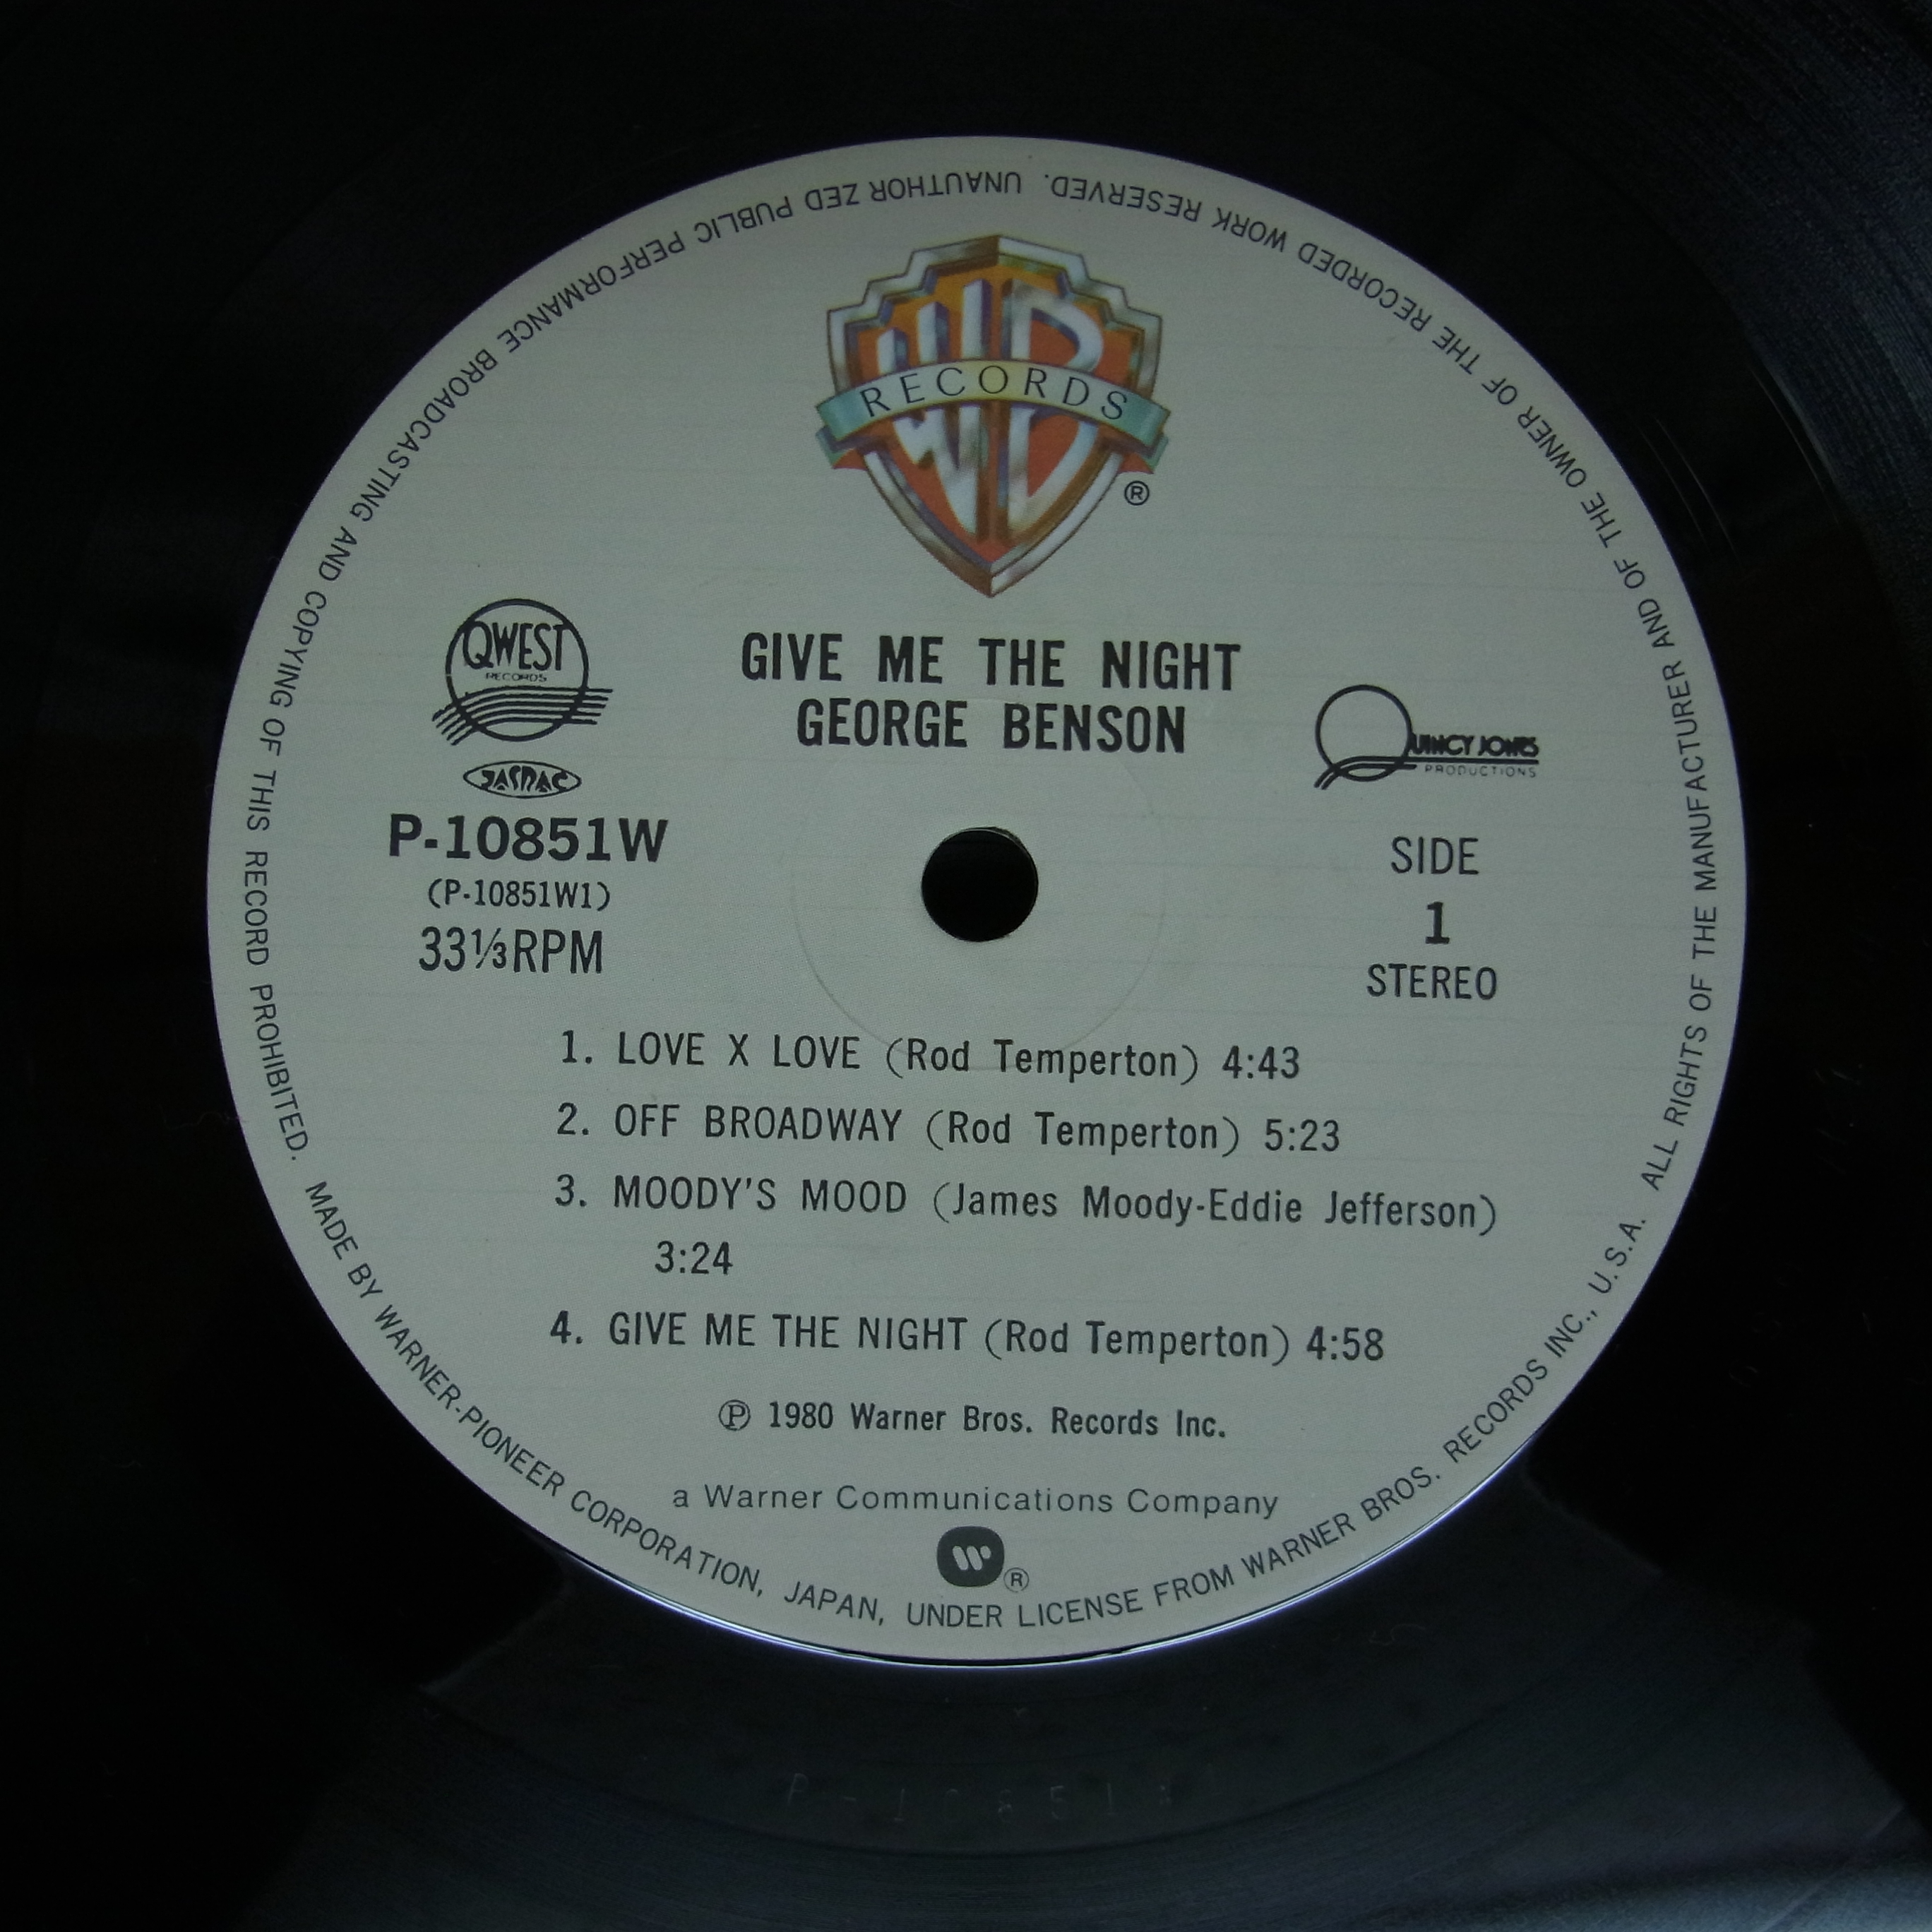 WB
RECORDS
®
GIVE ME THE NIGHT
GEORGE BENSON
QWEST
RECORDS
JASRAC
P-10851W
(P-10851W1)
33⅓RPM
QUINCY JONES
PRODUCTIONS
SIDE
1
STEREO
1. LOVE X LOVE (Rod Temperton) 4:43
2. OFF BROADWAY (Rod Temperton) 5:23
3. MOODY'S MOOD (James Moody-Eddie Jefferson)
3:24
4. GIVE ME THE NIGHT (Rod Temperton) 4:58
℗ 1980 Warner Bros. Records Inc.
a Warner Communications Company
®
MADE BY WARNER-PIONEER CORPORATION, JAPAN, UNDER LICENSE FROM WARNER BROS. RECORDS INC., U.S.A. ALL RIGHTS OF THE MANUFACTURER AND OF THE OWNER OF THE RECORDED WORK RESERVED. UNAUTHOR ZED PUBLIC PERFORMANCE BROADCASTING AND COPYING OF THIS RECORD PROHIBITED.